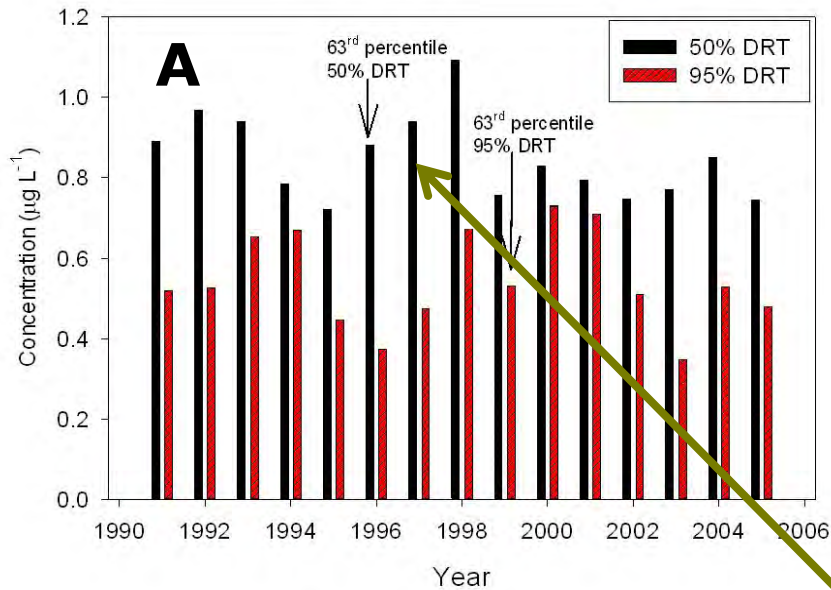 A
63rd percentile
50% DRT
63rd percentile
95% DRT
50% DRT
95% DRT
Concentration (µg L-1)
1.2
1.0
0.8
0.6
0.4
0.2
0.0
1990 1992 1994 1996 1998 2000 2002 2004 2006
Year